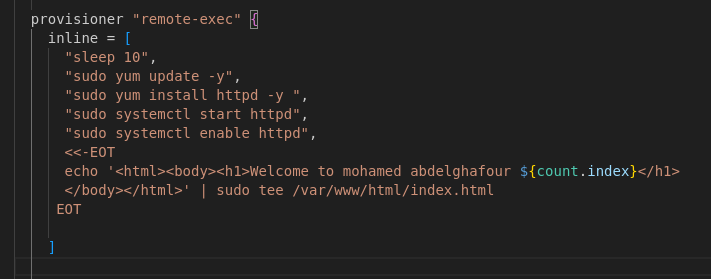 provisioner "remote-exec" {
inline = [
"sleep 10",
"sudo yum update -y",
"sudo yum install httpd -y ",
"sudo systemctl start httpd",
"sudo systemctl enable httpd",
<<-EOT
echo '<html><body><h1>Welcome to mohamed abdelghafour ${count.index}</h1>
</body></html>' | sudo tee /var/www/html/index.html
EOT
]